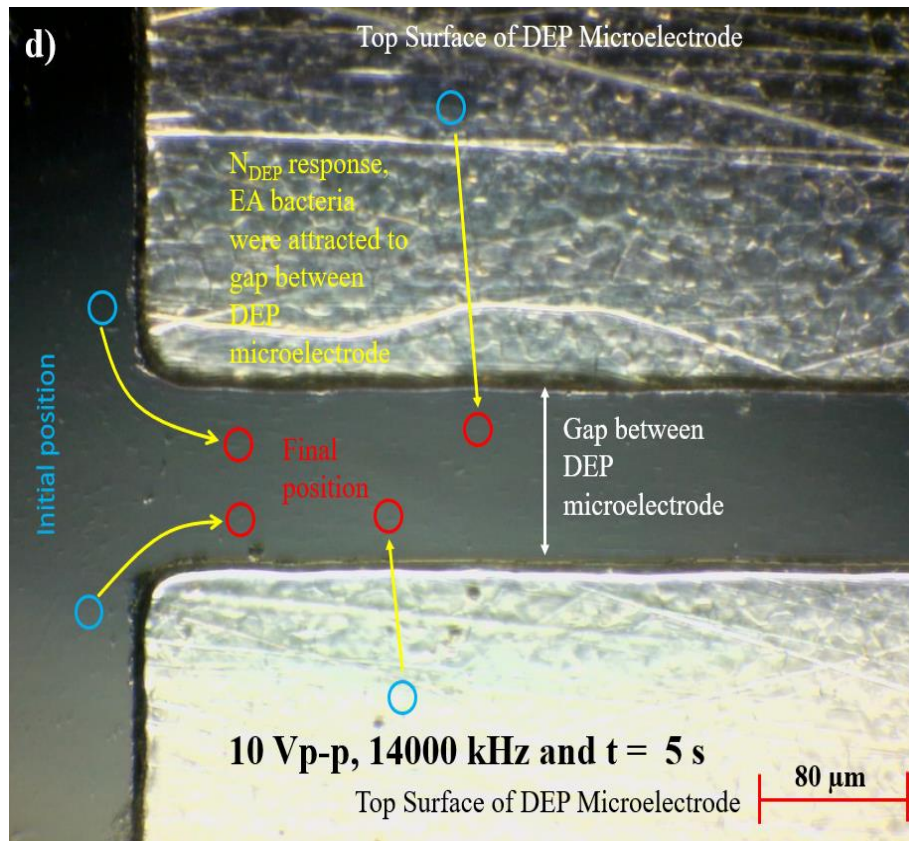 d)
Top Surface of DEP Microelectrode
NDEP response,
EA bacteria
were attracted to
gap between
DEP
microelectrode
Initial position
Final
position
Gap between
DEP
microelectrode
10 Vp-p, 14000 kHz and t = 5 s
80 µm
Top Surface of DEP Microelectrode